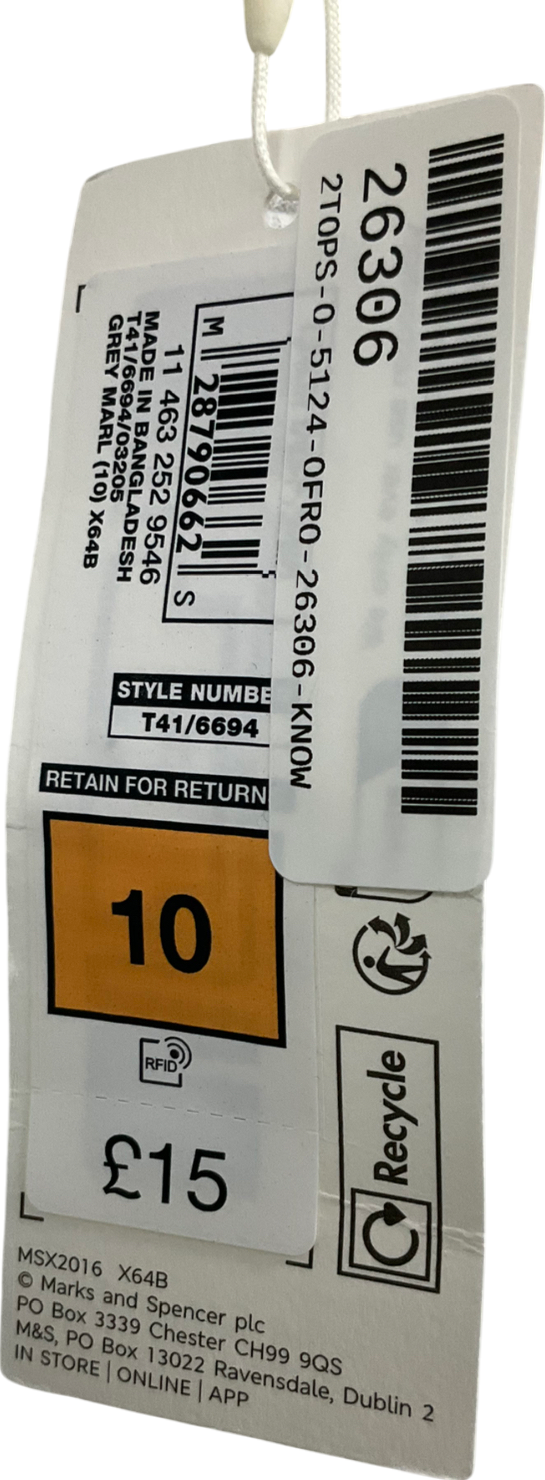 26306
2TOPS-0-5124-0FRO-26306-KNOW
M 28790662 S
11 463 252 9546
MADE IN BANGLADESH
T41/6694/03205
GREY MARL (10) X64B
STYLE NUMBE
T41/6694
RETAIN FOR RETURN
10
RFID
£15
Recycle
MSX2016 X64B
© Marks and Spencer plc
PO Box 3339 Chester CH99 9QS
M&S, PO Box 13022 Ravensdale, Dublin 2
IN STORE | ONLINE | APP